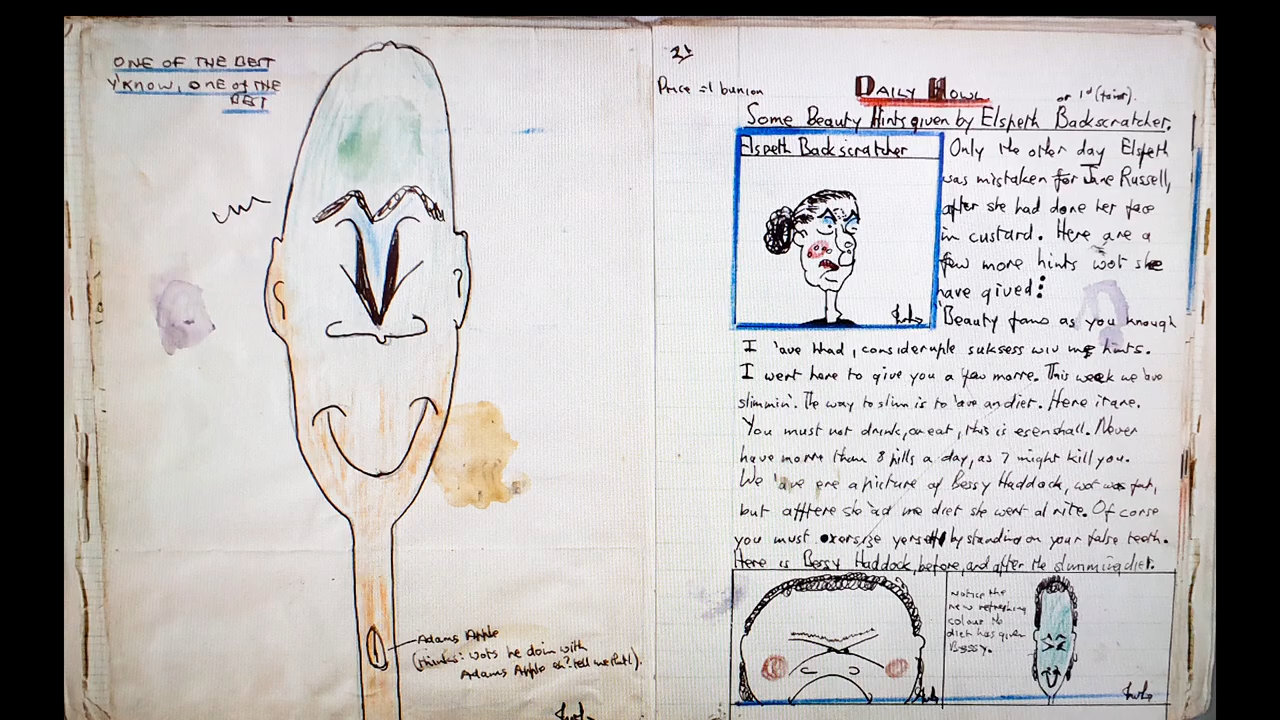 ONE OF THE BEST
Y'KNOW, ONE OF THE
BEST
Adams Apple
(thinks: wots he doin with
Adams Apple eh? tell me that).
Price =1 bunion
DAILY HOWL
or 1d (tains).
Some Beauty Hints given by Elspeth Backscratcher.
Elspeth Backscratcher
Only the other day Elspeth
was mistaken for Jane Russell,
after she had done her face
in custard. Here are a
few more hints wot she
have gived:
'Beauty fans as you knough
I 'ave Had, consideruple suksess wiv me hints.
I went here to give you a few morre. This week we 'ave
slimmin'. The way to slim is to 'ave an diet. Here it are.
You must not drink, or eat, this is esenshall. Never
have morre than 8 pills a day, as 7 might kill you.
We 'ave ere a picture of Bessy Haddock, wot was fat,
but afftere she 'ad me diet she went al rite. Of corse
you must exersize yerself by standing on your false teeth.
Here is Bessy Haddock, before, and after the slimming diet.
Notice the
new refreshing
colour the
diet has given
Bessy.